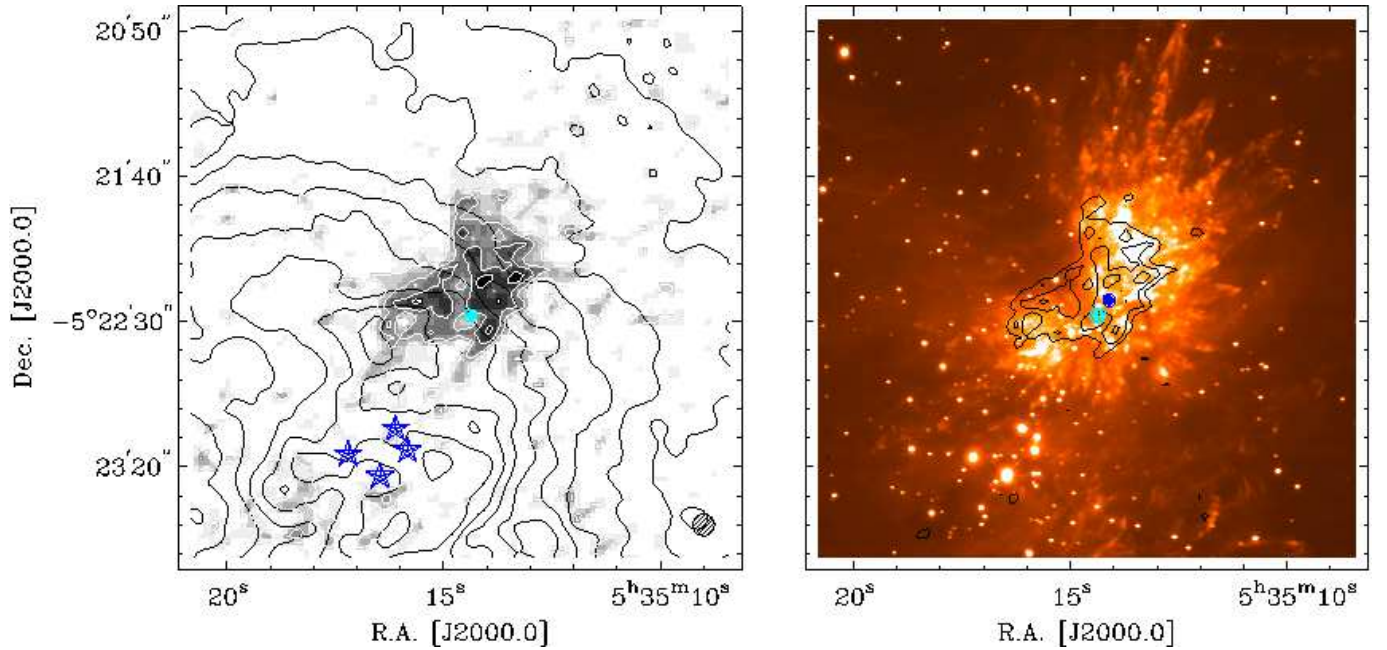 20'50"
21'40"
-5°22'30"
23'20"
Dec. [J2000.0]
20s 15s 5h35m10s
R.A. [J2000.0]
20s 15s 5h35m10s
R.A. [J2000.0]